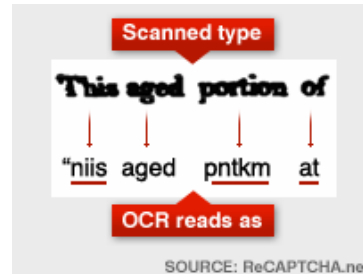 Scanned type
This aged portion of
“niis aged pntkm at
OCR reads as
SOURCE: ReCAPTCHA.ne